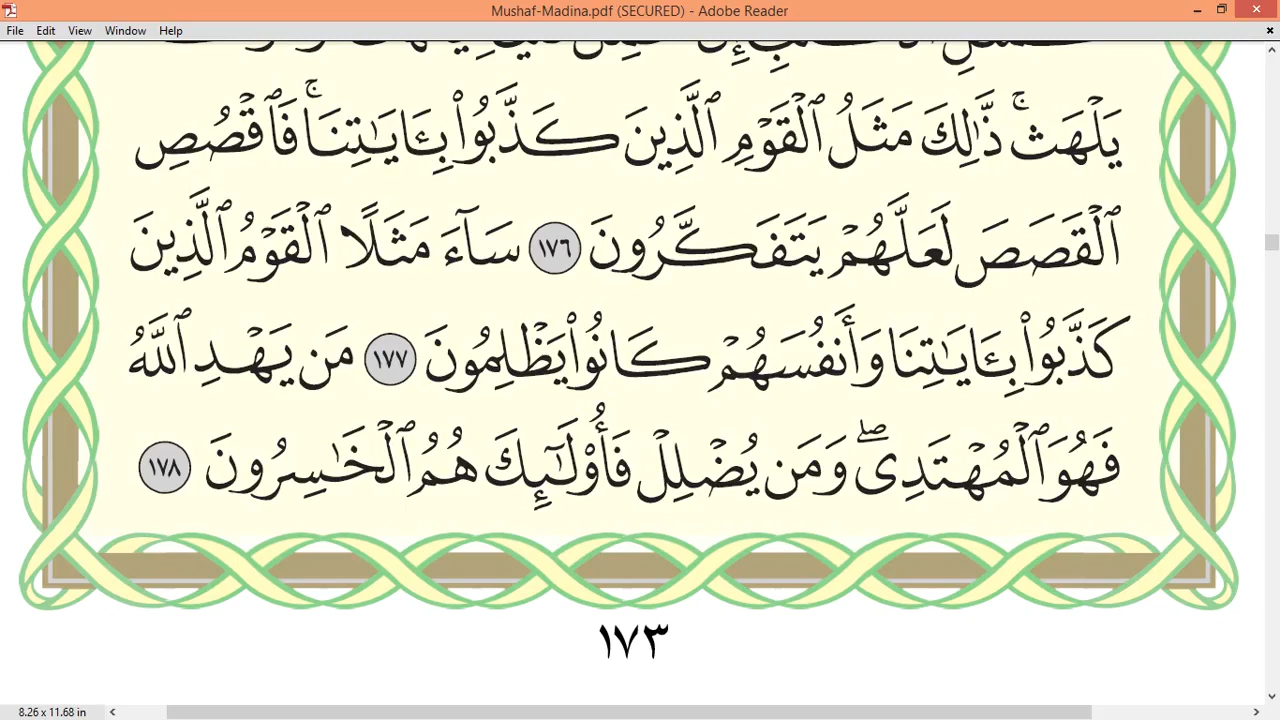 Mushaf-Madina.pdf (SECURED) - Adobe Reader
File Edit View Window Help
يَلْهَثۚ ذَّٰلِكَ مَثَلُ ٱلْقَوْمِ ٱلَّذِينَ كَذَّبُوا۟ بِـَٔايَـٰتِنَاۚ فَٱقْصُصِ
ٱلْقَصَصَ لَعَلَّهُمْ يَتَفَكَّرُونَ ١٧٦ سَآءَ مَثَلًا ٱلْقَوْمُ ٱلَّذِينَ
كَذَّبُوا۟ بِـَٔايَـٰتِنَا وَأَنفُسَهُمْ كَانُوا۟ يَظْلِمُونَ ١٧٧ مَن يَهْدِ ٱللَّهُ
فَهُوَ ٱلْمُهْتَدِىۖ وَمَن يُضْلِلْ فَأُو۟لَـٰٓئِكَ هُمُ ٱلْخَـٰسِرُونَ ١٧٨
١٧٣
8.26 x 11.68 in